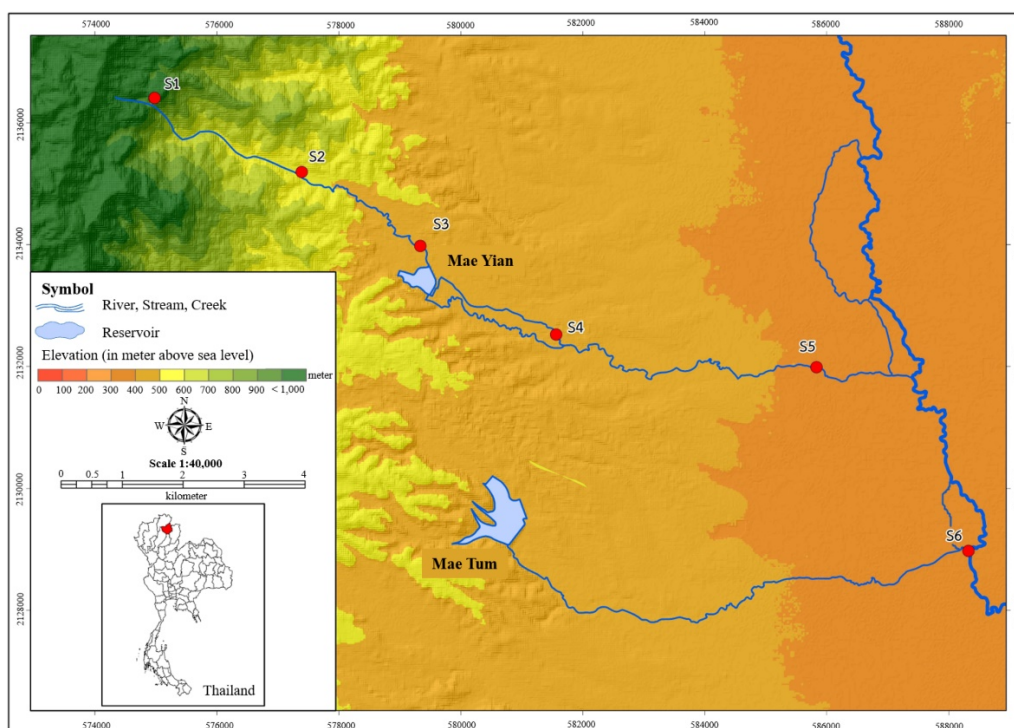 574000 576000 578000 580000 582000 584000 586000 588000
S1
2136000
S2
S3
2134000
Mae Yian
Symbol
River, Stream, Creek
S4
Reservoir
S5
Elevation (in meter above sea level)
2132000
meter
0 100 200 300 400 500 600 700 800 900 < 1,000
N
W E
S
Scale 1:40,000
0 0.5 1 2 3 4
kilometer
2130000
S6
Mae Tum
2128000
Thailand
574000 576000 578000 580000 582000 584000 586000 588000